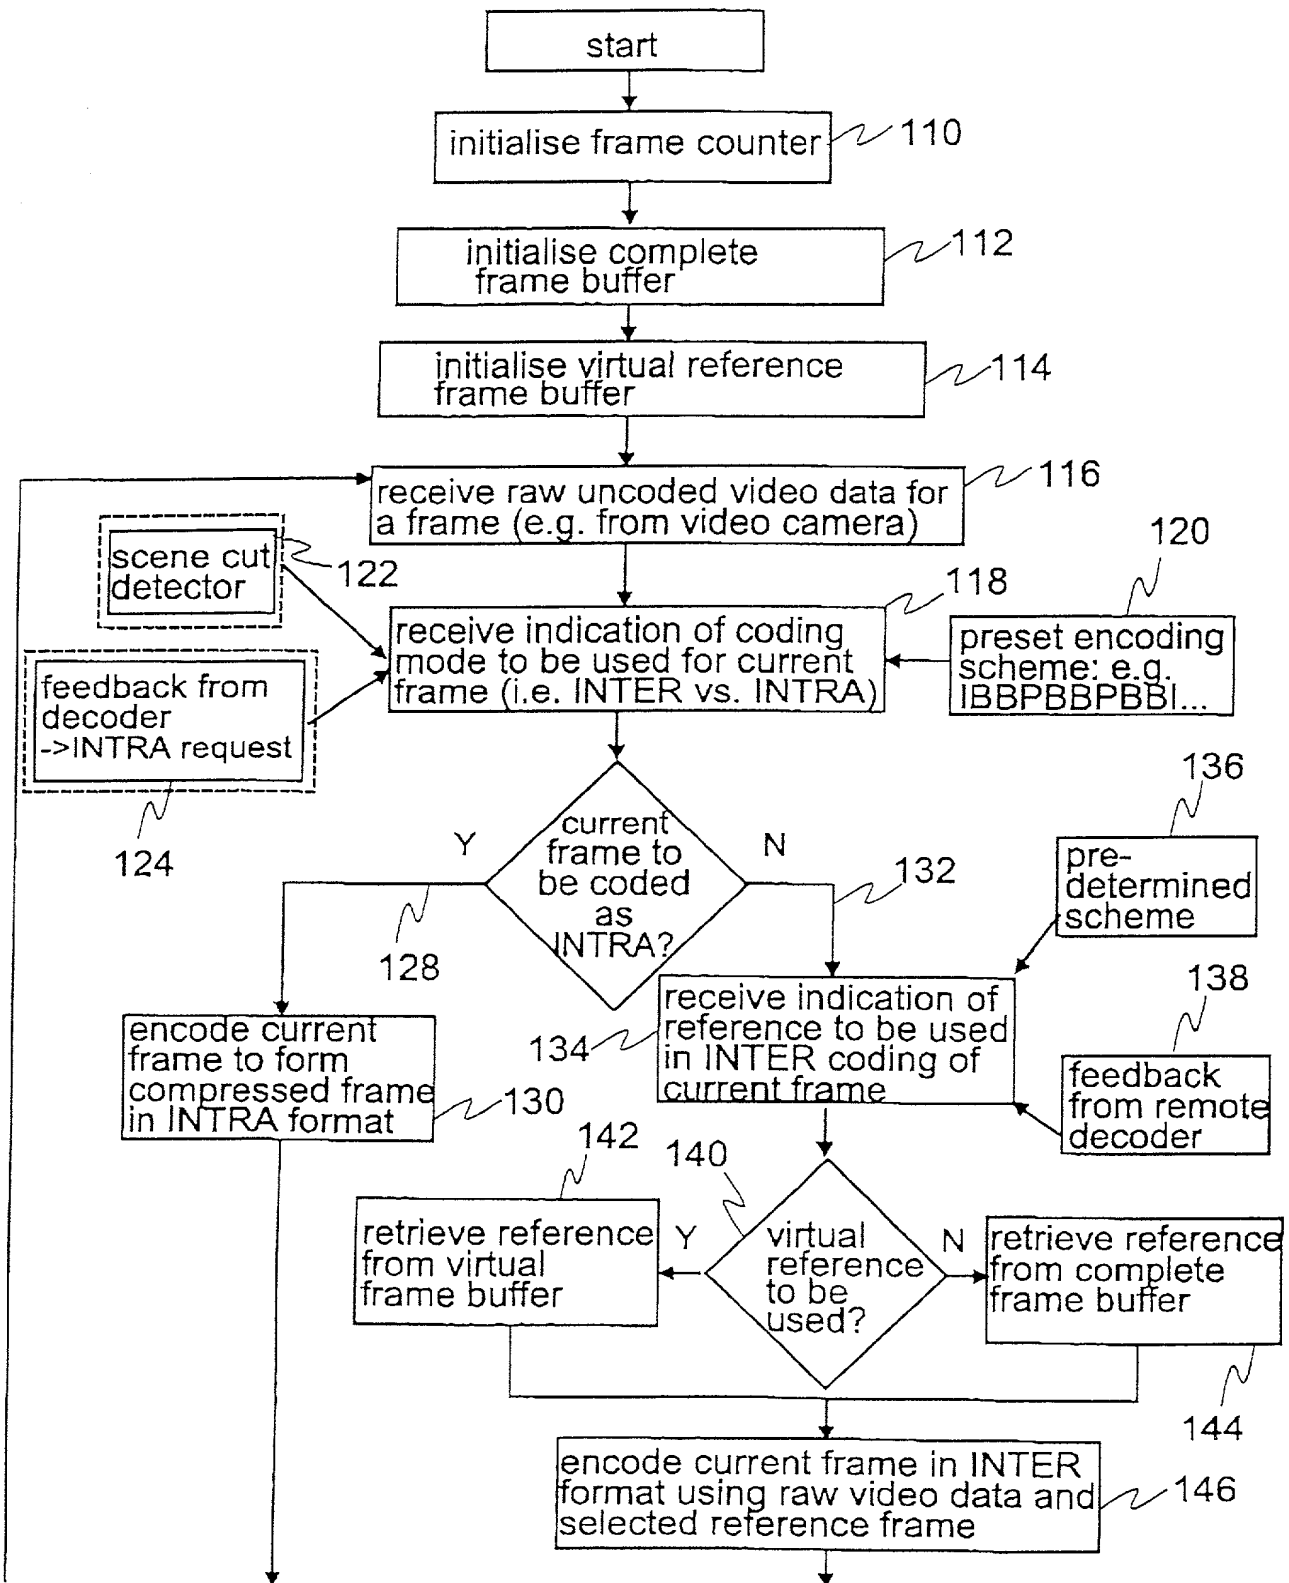 start
initialise frame counter
110
initialise complete
frame buffer
112
initialise virtual reference
frame buffer
114
receive raw uncoded video data for
a frame (e.g. from video camera)
116
scene cut
detector
122
receive indication of coding
mode to be used for current
frame (i.e. INTER vs. INTRA)
118
preset encoding
scheme: e.g.
IBBPBBPBBI...
120
feedback from
decoder
->INTRA request
124
current
frame to
be coded
as
INTRA?
Y
N
128
132
pre-
determined
scheme
136
encode current
frame to form
compressed frame
in INTRA format
130
receive indication of
reference to be used
in INTER coding of
current frame
134
feedback
from remote
decoder
138
virtual
reference
to be
used?
140
Y
N
retrieve reference
from virtual
frame buffer
142
retrieve reference
from complete
frame buffer
144
encode current frame in INTER
format using raw video data and
selected reference frame
146